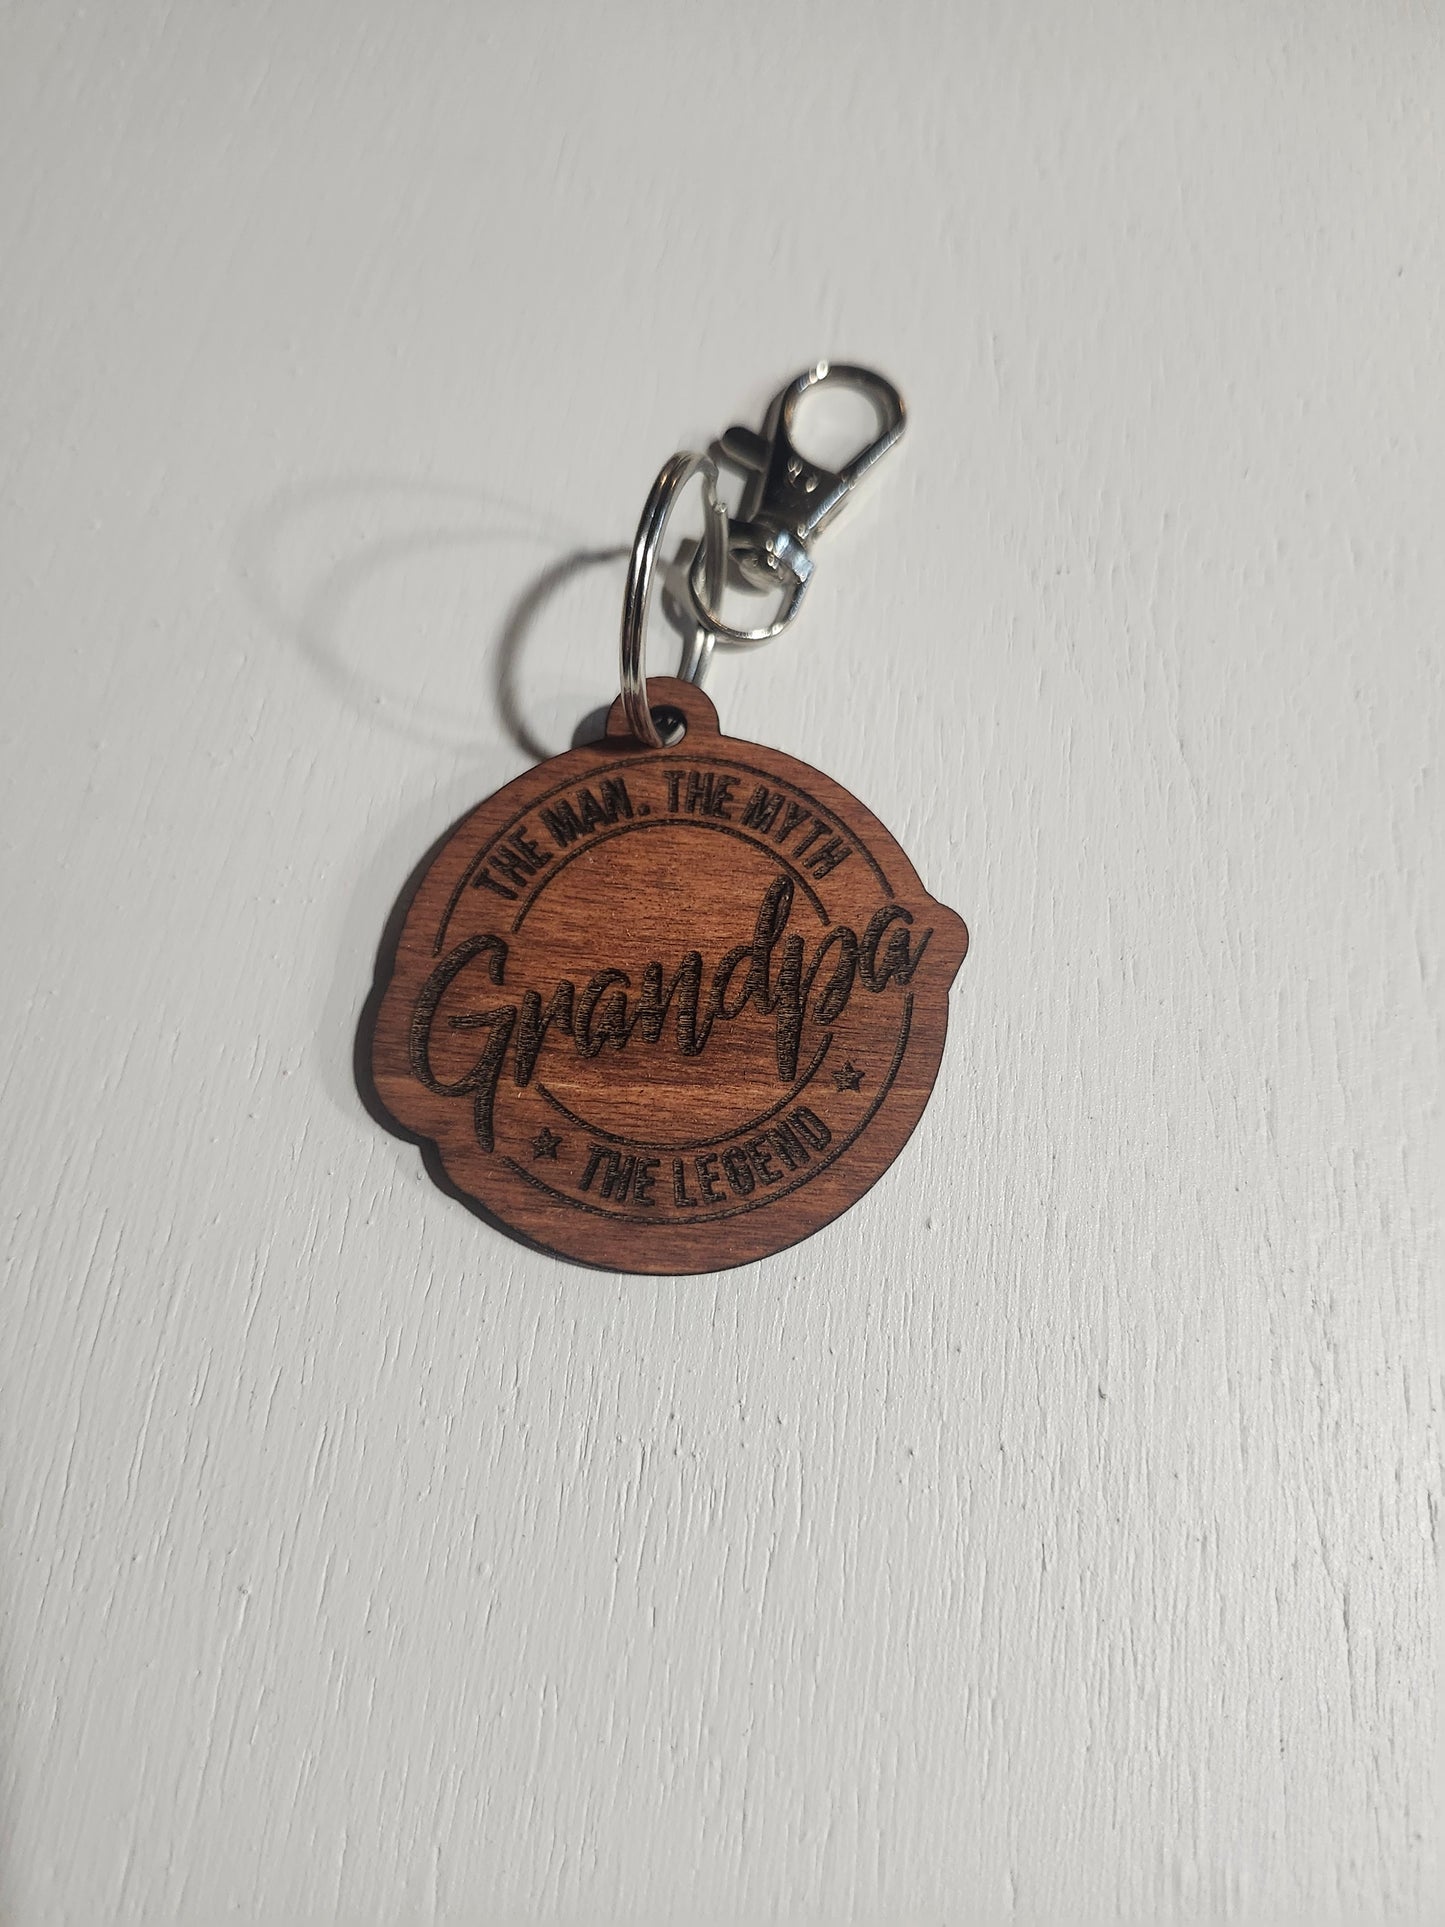 THE MAN. THE MYTH
Grandpa
THE LEGEND